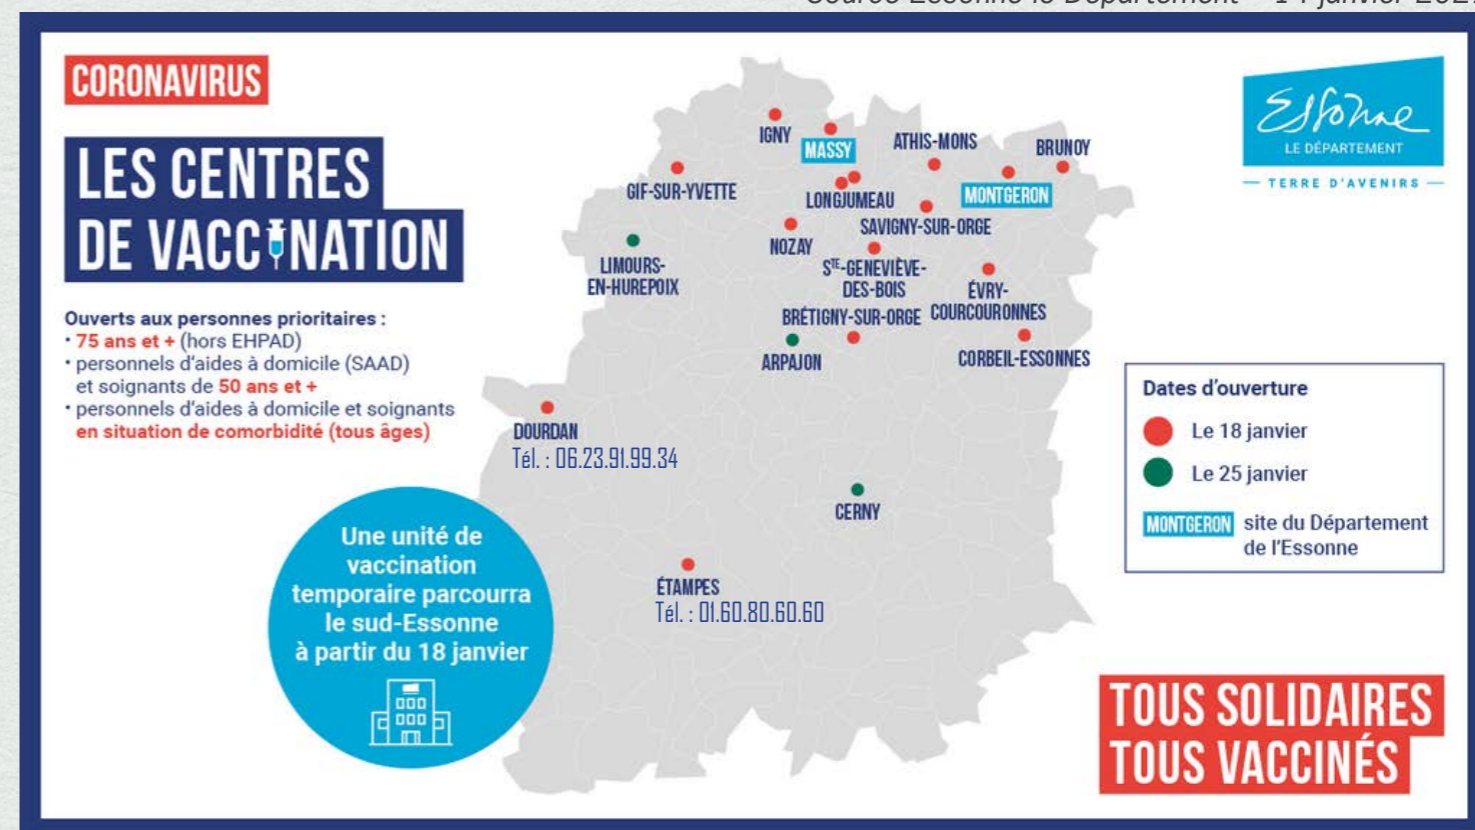 CORONAVIRUS
LES CENTRES
DE VACCINATION
Ouverts aux personnes prioritaires :
• 75 ans et + (hors EHPAD)
• personnels d'aides à domicile (SAAD)
et soignants de 50 ans et +
• personnels d'aides à domicile et soignants
en situation de comorbidité (tous âges)
Une unité de
vaccination
temporaire parcourra
le sud-Essonne
à partir du 18 janvier
IGNY
MASSY
ATHIS-MONS
BRUNOY
GIF-SUR-YVETTE
LONGJUMEAU
MONTGERON
SAVIGNY-SUR-ORGE
NOZAY
LIMOURS-
EN-HUREPOIX
STE-GENEVIÈVE-
DES-BOIS
ÉVRY-
COURCOURONNES
BRÉTIGNY-SUR-ORGE
ARPAJON
CORBEIL-ESSONNES
DOURDAN
Tél. : 06.23.91.99.34
CERNY
ÉTAMPES
Tél. : 01.60.80.60.60
Essonne
LE DÉPARTEMENT
TERRE D'AVENIRS
Dates d'ouverture
Le 18 janvier
Le 25 janvier
MONTGERON site du Département
de l'Essonne
TOUS SOLIDAIRES
TOUS VACCINÉS